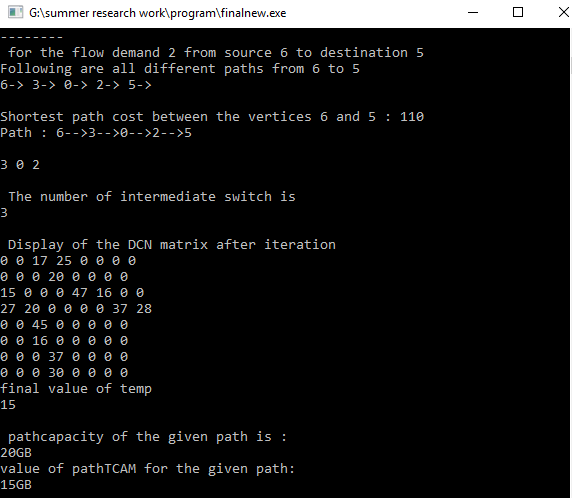 G:\summer research work\program\finalnew.exe
--------
for the flow demand 2 from source 6 to destination 5
Following are all different paths from 6 to 5
6-> 3-> 0-> 2-> 5->
Shortest path cost between the vertices 6 and 5 : 110
Path : 6-->3-->0-->2-->5
3 0 2
The number of intermediate switch is
3
Display of the DCN matrix after iteration
0 0 17 25 0 0 0 0
0 0 0 20 0 0 0 0
15 0 0 0 47 16 0 0
27 20 0 0 0 0 37 28
0 0 45 0 0 0 0 0
0 0 16 0 0 0 0 0
0 0 0 37 0 0 0 0
0 0 0 30 0 0 0 0
final value of temp
15
pathcapacity of the given path is :
20GB
value of pathTCAM for the given path:
15GB